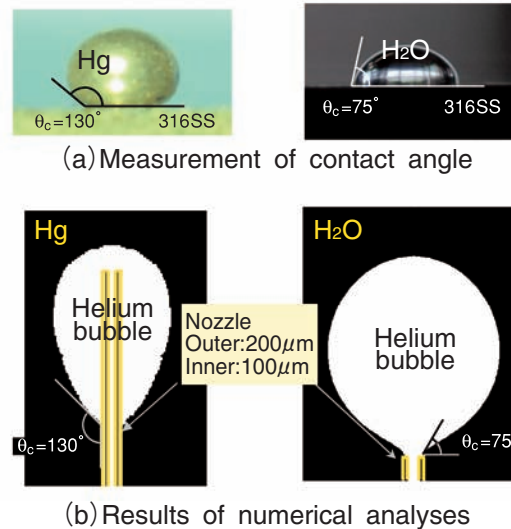 Hg
θc=130°
316SS
H2O
θc=75°
316SS
(a)Measurement of contact angle
Hg
Helium
bubble
θc=130°
Nozzle
Outer:200μm
Inner:100μm
H2O
Helium
bubble
θc=75
(b)Results of numerical analyses